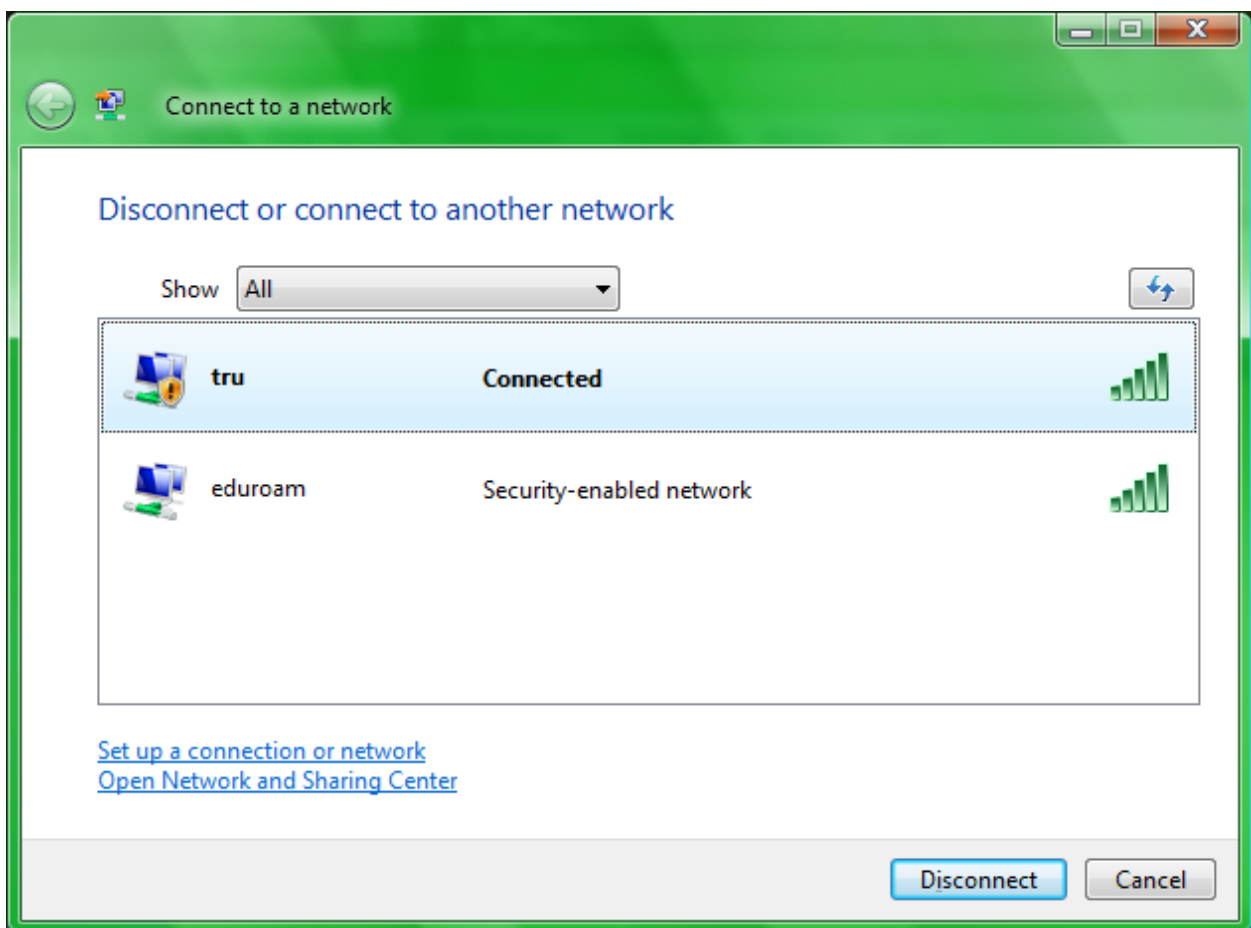 Connect to a network
Disconnect or connect to another network
Show All
tru Connected
eduroam Security-enabled network
Set up a connection or network
Open Network and Sharing Center
Disconnect Cancel